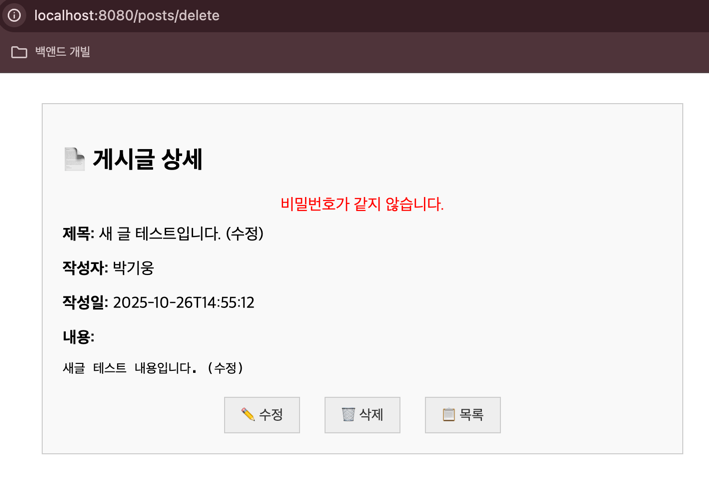 localhost:8080/posts/delete
백앤드 개빌
게시글 상세
비밀번호가 같지 않습니다.
제목: 새 글 테스트입니다. (수정)
작성자: 박기웅
작성일: 2025-10-26T14:55:12
내용:
새글 테스트 내용입니다. (수정)
수정 삭제 목록